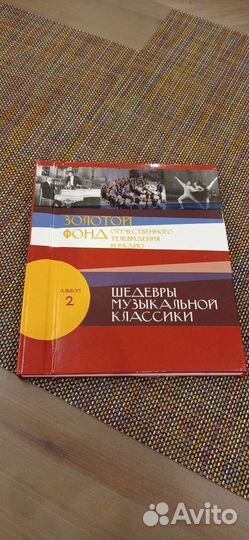 ЗОЛОТОЙ
ФОНД
ОТЕЧЕСТВЕННОГО
ТЕЛЕВИДЕНИЯ
И РАДИО
АЛЬБОМ
2
ШЕДЕВРЫ
МУЗЫКАЛЬНОЙ
КЛАССИКИ
Avito